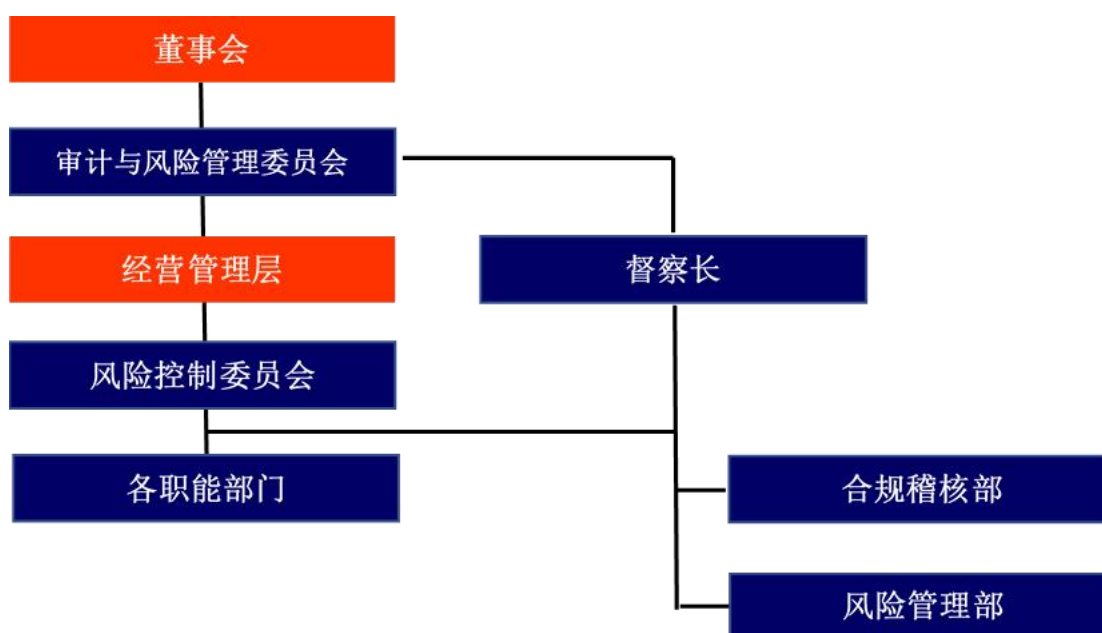 董事会
审计与风险管理委员会
经营管理层
督察长
风险控制委员会
各职能部门
合规稽核部
风险管理部